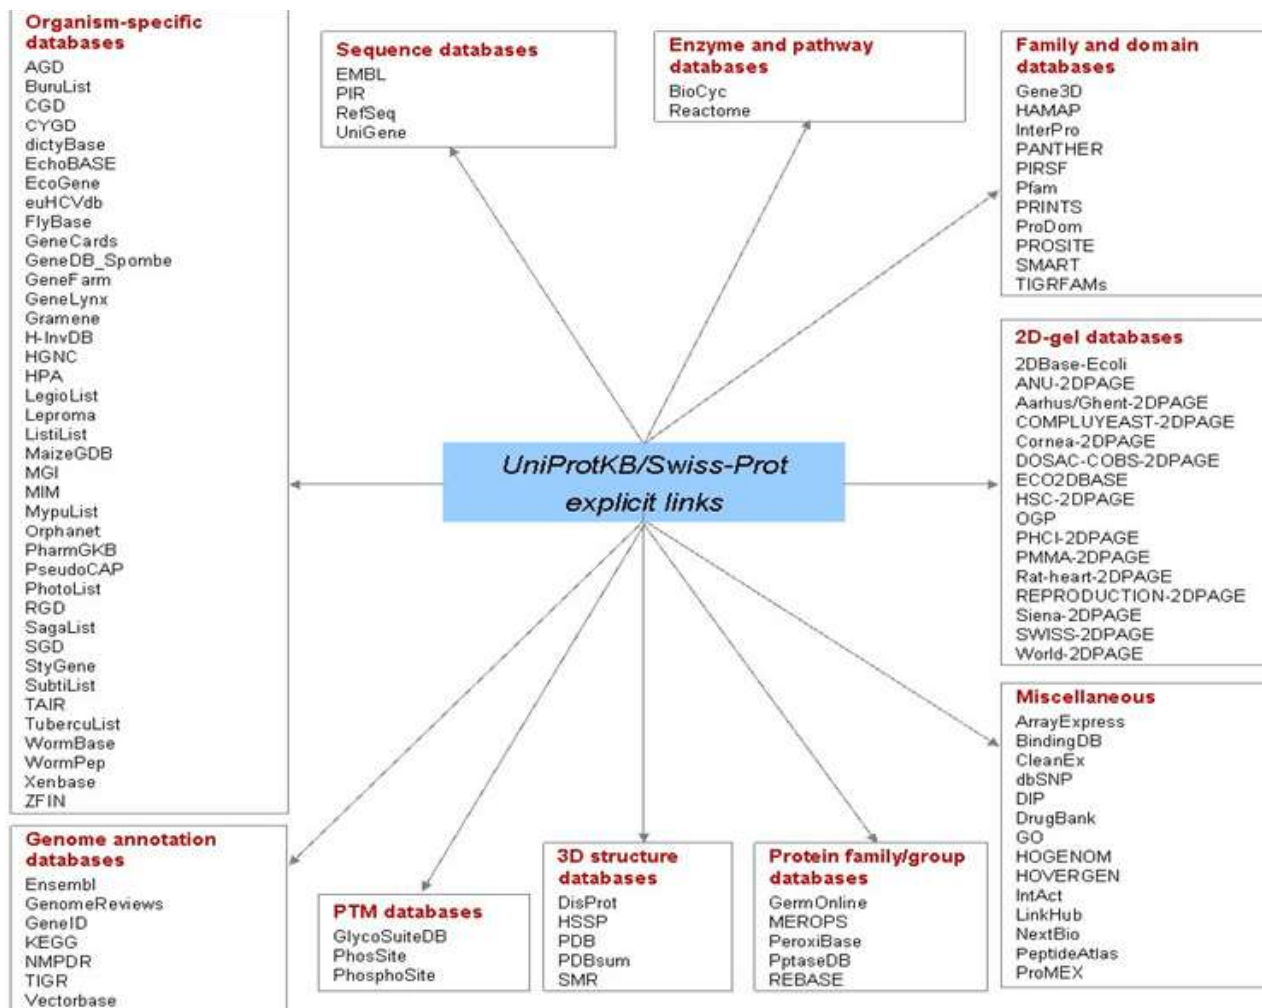 Organism-specific
databases
AGD
BuruList
CGD
CYGD
dictyBase
EchoBASE
EcoGene
euHCVdb
FlyBase
GeneCards
GeneDB_Spombe
GeneFarm
GeneLynx
Gramene
H-InvDB
HGNC
HPA
LegioList
Leproma
ListiList
MaizeGDB
MGI
MIM
MypuList
Orphanet
PharmGKB
PseudoCAP
PhotoList
RGD
SagaList
SGD
StyGene
SubtiList
TAIR
TubercuList
WormBase
WormPep
Xenbase
ZFIN
Genome annotation
databases
Ensembl
GenomeReviews
GeneID
KEGG
NMPDR
TIGR
Vectorbase
Sequence databases
EMBL
PIR
RefSeq
UniGene
Enzyme and pathway
databases
BioCyc
Reactome
UniProtKB/Swiss-Prot
explicit links
PTM databases
GlycoSuiteDB
PhosSite
PhosphoSite
3D structure
databases
DisProt
HSSP
PDB
PDBsum
SMR
Protein family/group
databases
GermOnline
MEROPS
PeroxiBase
PptaseDB
REBASE
Family and domain
databases
Gene3D
HAMAP
InterPro
PANTHER
PIRSF
Pfam
PRINTS
ProDom
PROSITE
SMART
TIGRFAMs
2D-gel databases
2DBase-Ecoli
ANU-2DPAGE
Aarhus/Ghent-2DPAGE
COMPLUYEAST-2DPAGE
Cornea-2DPAGE
DOSAC-COBS-2DPAGE
ECO2DBASE
HSC-2DPAGE
OGP
PHCI-2DPAGE
PMMA-2DPAGE
Rat-heart-2DPAGE
REPRODUCTION-2DPAGE
Siena-2DPAGE
SWISS-2DPAGE
World-2DPAGE
Miscellaneous
ArrayExpress
BindingDB
CleanEx
dbSNP
DIP
DrugBank
GO
HOGENOM
HOVERGEN
IntAct
LinkHub
NextBio
PeptideAtlas
ProMEX